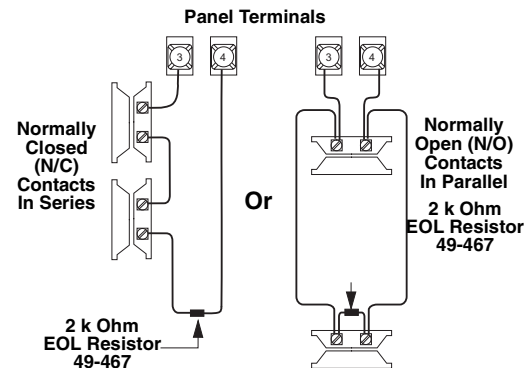 Panel Terminals
3
4
3
4
Normally
Closed
(N/C)
Contacts
In Series
Or
Normally
Open (N/O)
Contacts
In Parallel
2 k Ohm
EOL Resistor
49-467
2 k Ohm
EOL Resistor
49-467